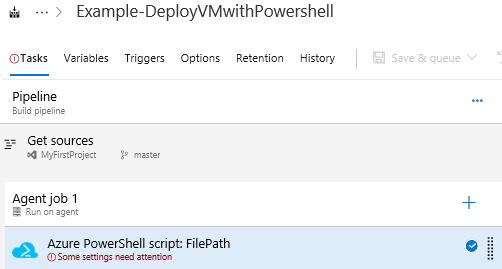 ··· > Example-DeployVMwithPowershell
Tasks Variables Triggers Options Retention History Save & queue
Pipeline
Build pipeline
Get sources
MyFirstProject master
Agent job 1
Run on agent
Azure PowerShell script: FilePath
Some settings need attention